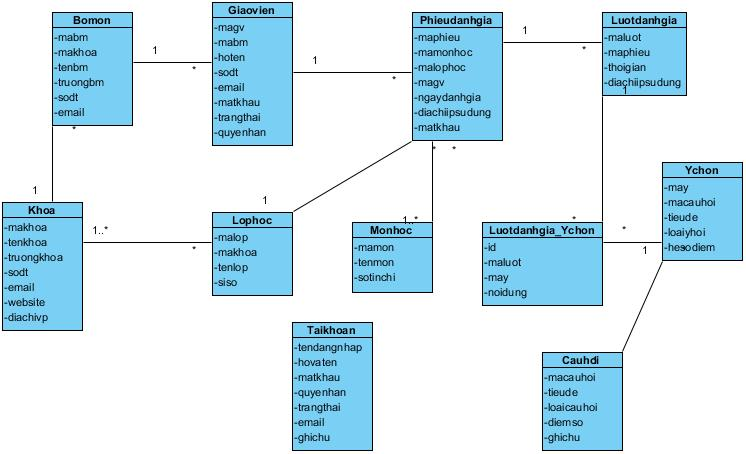 Bomon
-mabm
-makhoa
-tenbm
-truongbm
-sodt
-email
Giaovien
-magv
-mabm
-hoten
-sodt
-email
-matkhau
-trangthai
-quyenhan
Phieudanhgia
-maphieu
-mamonhoc
-malophoc
-magv
-ngaydanhgia
-diachiipsudung
-matkhau
Luotdanhgia
-maluot
-maphieu
-thoigian
-diachiipsudung
1
*
1
*
1
*
1
*
1
*
*
1
1..*
*
Khoa
-makhoa
-tenkhoa
-truongkhoa
-sodt
-email
-website
-diachivp
1..*
*
Lophoc
-malop
-makhoa
-tenlop
-siso
Monhoc
-mamon
-tenmon
-sotinchi
*
Luotdanhgia_Ychon
-id
-maluot
-may
-noidung
*
1
Ychon
-may
-macauhoi
-tieude
-loaiyhoi
-hesodiem
*
Taikhoan
-tendangnhap
-hovaten
-matkhau
-quyenhan
-trangthai
-email
-ghichu
Cauhdi
-macauhoi
-tieude
-loaicauhoi
-diemso
-ghichu